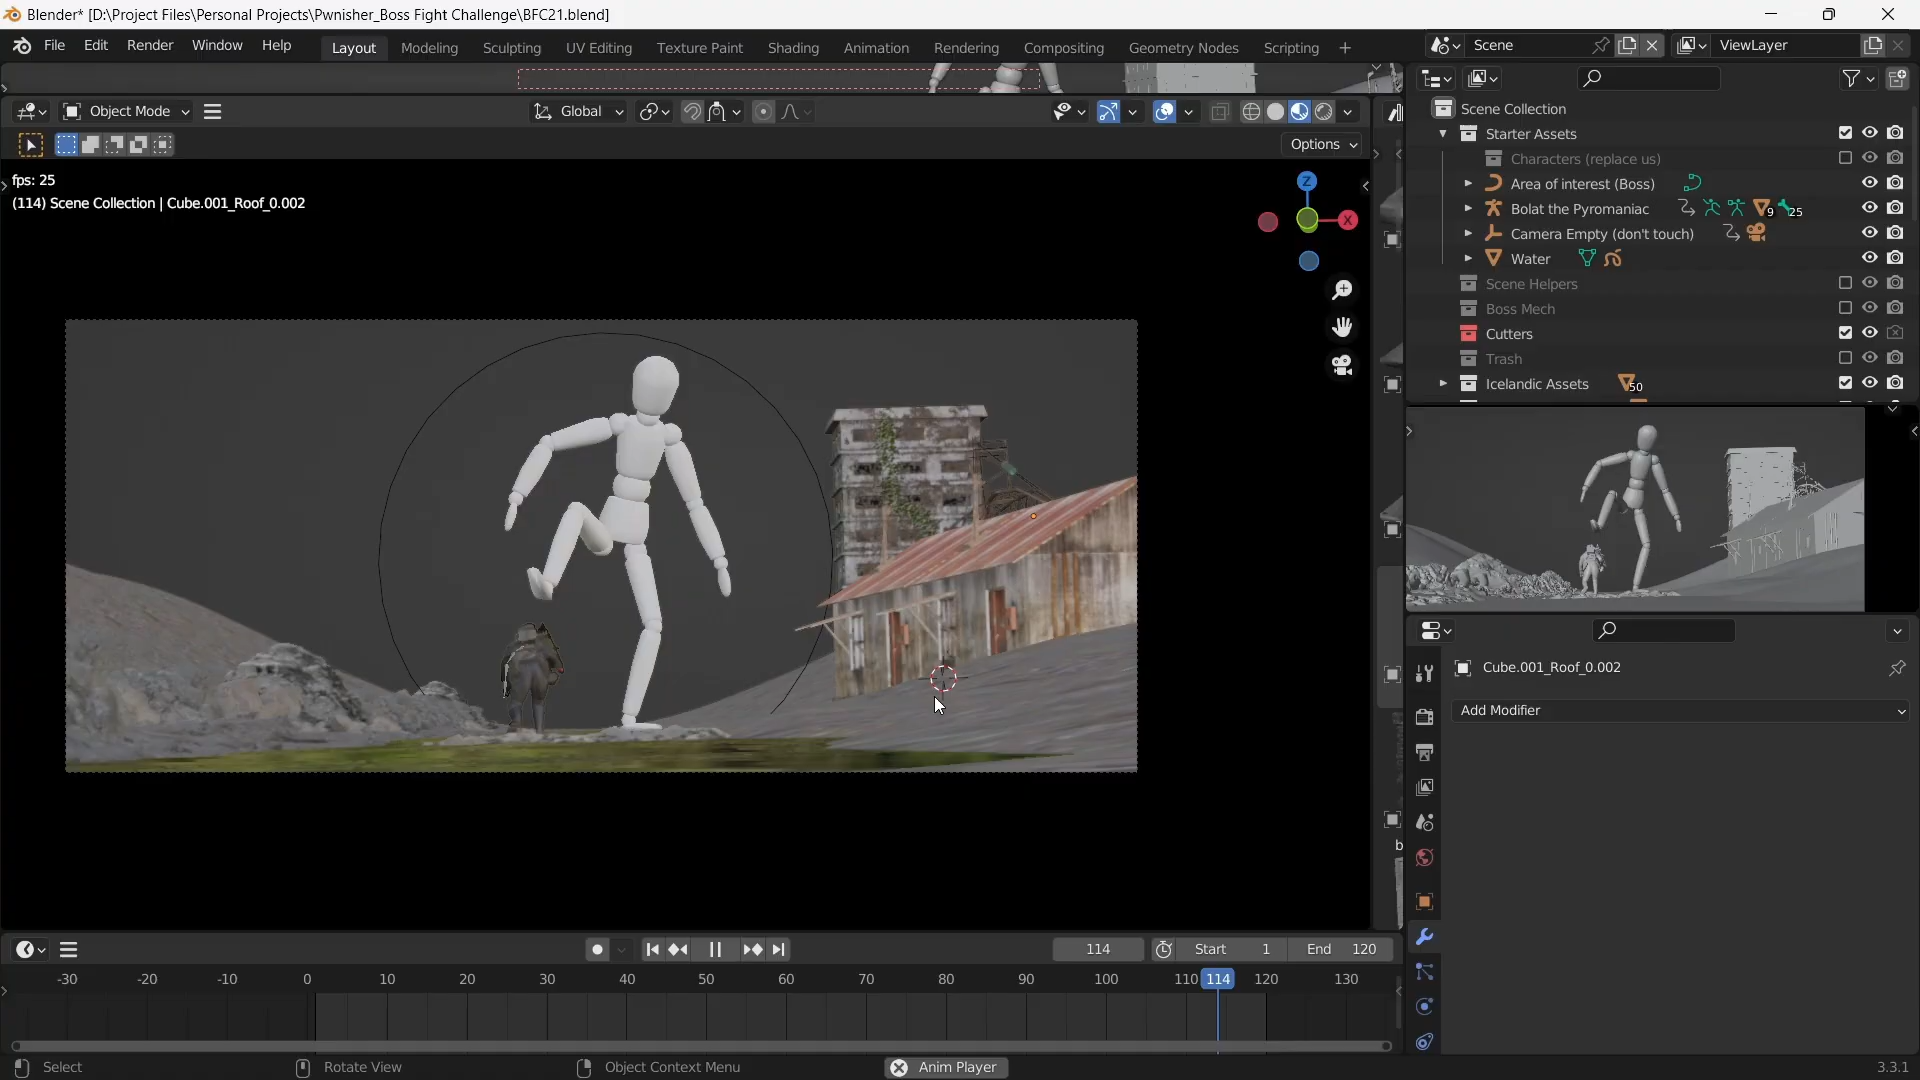 Blender* [D:\Project Files\Personal Projects\Pwnisher_Boss Fight Challenge\BFC21.blend]
File Edit Render Window Help Layout Modeling Sculpting UV Editing Texture Paint Shading Animation Rendering Compositing Geometry Nodes Scripting + Scene ViewLayer
Object Mode Global
Options
fps: 25
(114) Scene Collection | Cube.001_Roof_0.002
Z
X
Scene Collection
Starter Assets
Characters (replace us)
Area of interest (Boss)
Bolat the Pyromaniac 9 25
Camera Empty (don't touch)
Water
Scene Helpers
Boss Mech
Cutters
Trash
Icelandic Assets 50
Cube.001_Roof_0.002
Add Modifier
b
114 Start 1 End 120
-30 -20 -10 0 10 20 30 40 50 60 70 80 90 100 110 114 120 130
Select Rotate View Object Context Menu Anim Player 3.3.1